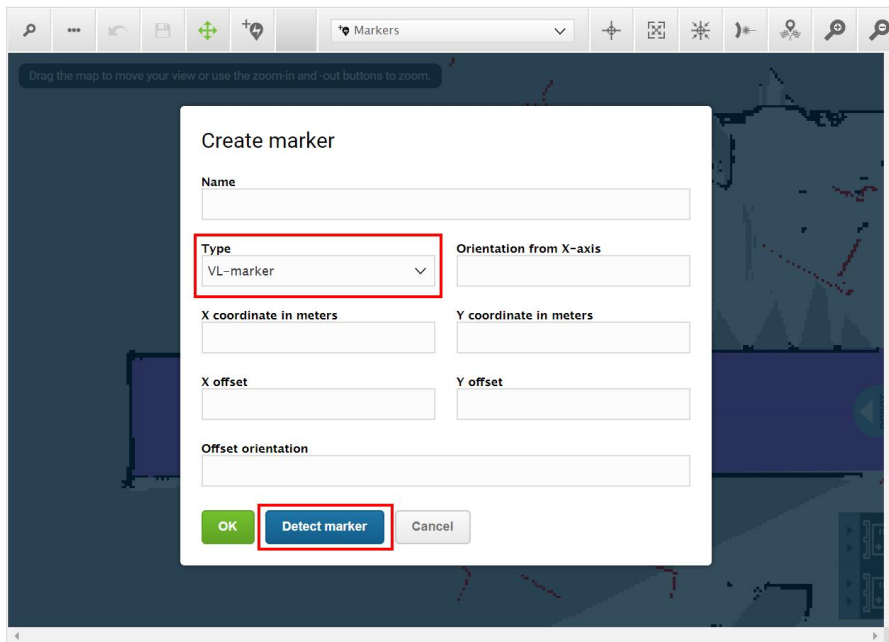 Markers
Drag the map to move your view or use the zoom-in and -out buttons to zoom.
Create marker
Name
Type
Orientation from X-axis
VL-marker
X coordinate in meters
Y coordinate in meters
X offset
Y offset
Offset orientation
OK
Detect marker
Cancel